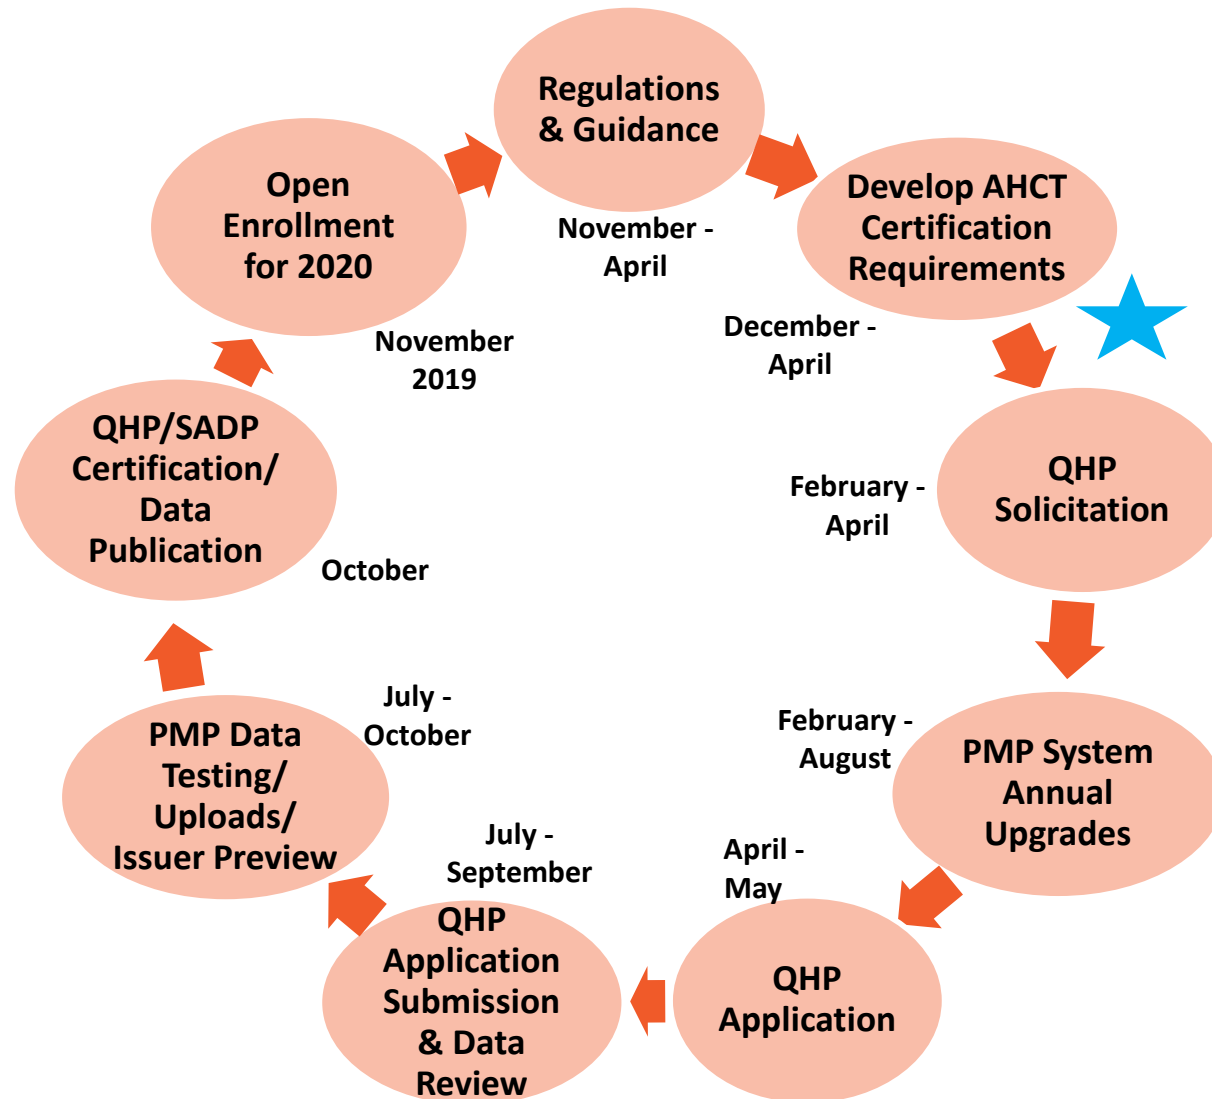 Regulations
& Guidance
November -
April
Develop AHCT
Certification
Requirements
December -
April
QHP
Solicitation
February -
April
PMP System
Annual
Upgrades
February -
August
QHP
Application
April -
May
QHP
Application
Submission
& Data
Review
July -
September
PMP Data
Testing/
Uploads/
Issuer Preview
July -
October
QHP/SADP
Certification/
Data
Publication
October
Open
Enrollment
for 2020
November
2019